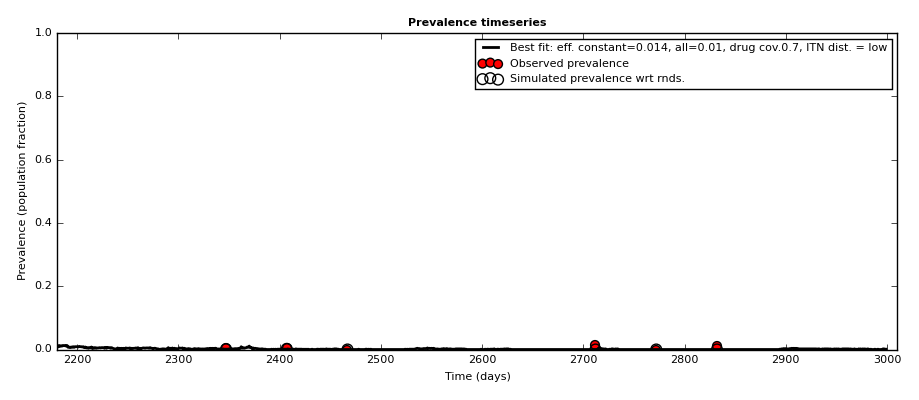 Prevalence timeseries
Best fit: eff. constant=0.014, all=0.01, drug cov.0.7, ITN dist. = low
Observed prevalence
Simulated prevalence wrt rnds.
Prevalence (population fraction)
1.0
0.8
0.6
0.4
0.2
0.0
2200 2300 2400 2500 2600 2700 2800 2900 3000
Time (days)